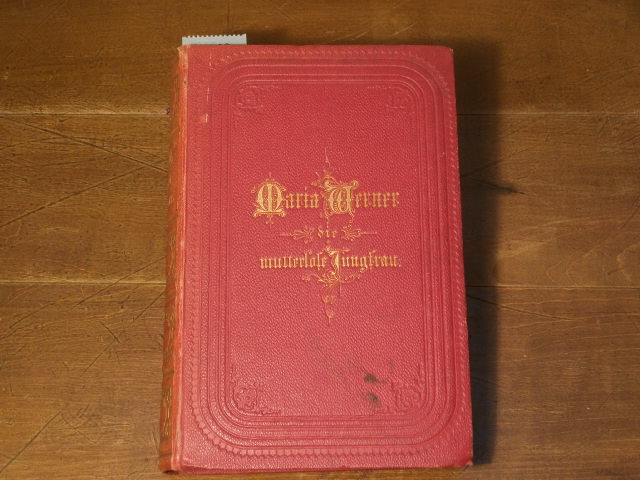 Maria Werner
die
mutterlose Jungfrau.